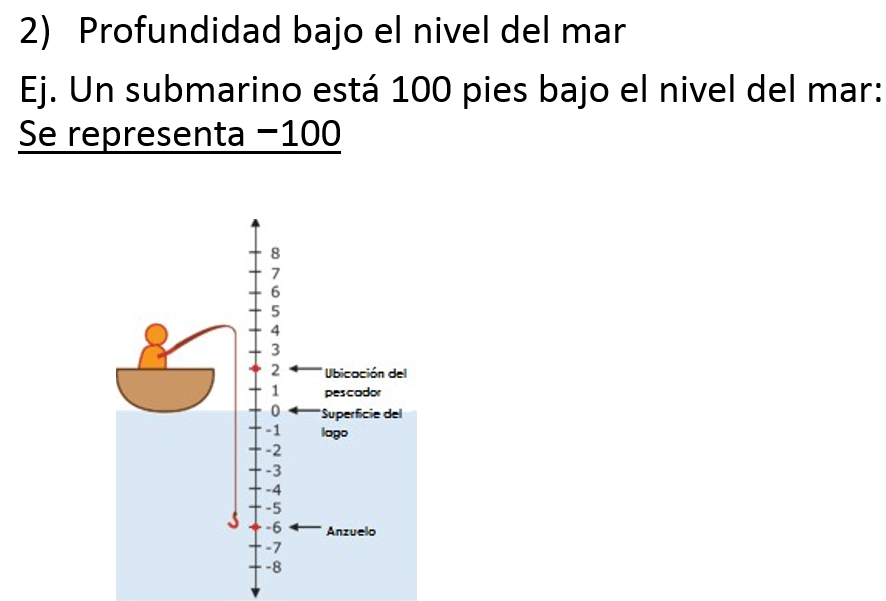 2) Profundidad bajo el nivel del mar
Ej. Un submarino está 100 pies bajo el nivel del mar:
Se representa −100
8
7
6
5
4
3
2
Ubicación del
pescador
1
0
Superficie del
lago
-1
-2
-3
-4
-5
-6
Anzuelo
-7
-8